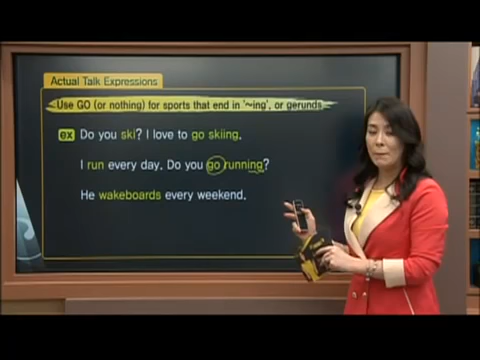 Actual Talk Expressions
Use GO (or nothing) for sports that end in '~ing', or gerunds
ex Do you ski? I love to go skiing.
I run every day. Do you go running?
He wakeboards every weekend.